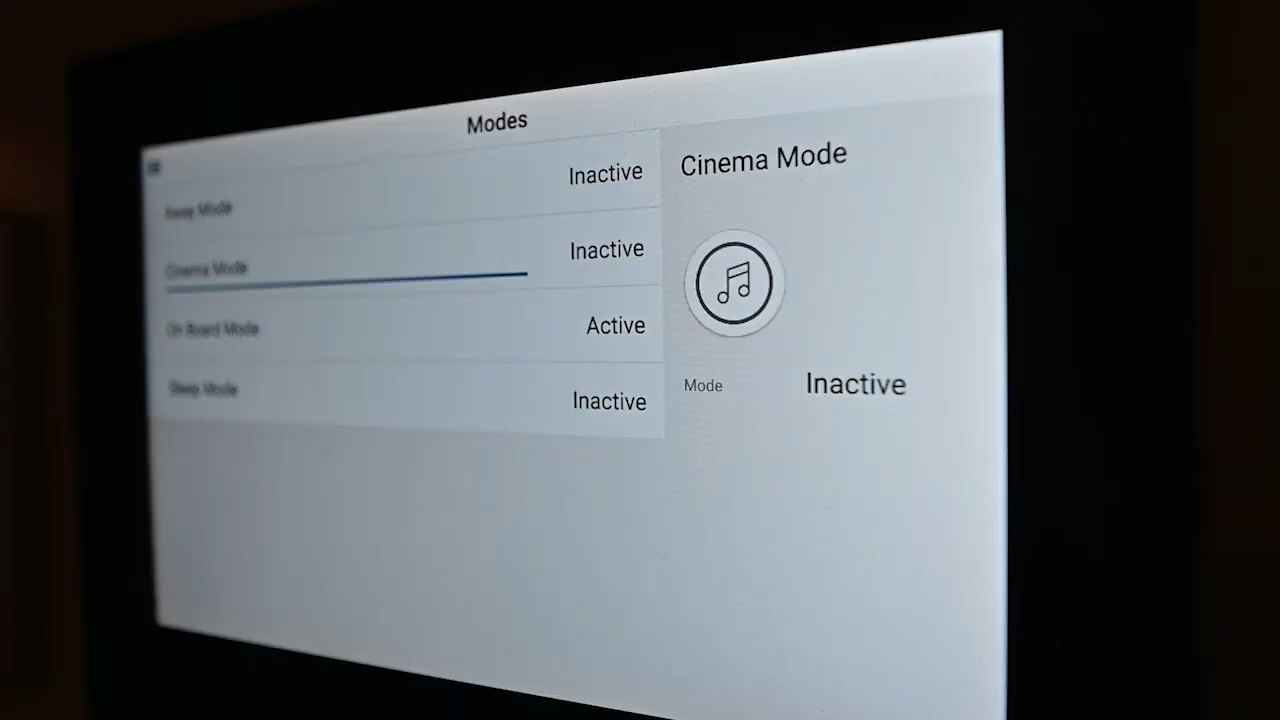 Modes
Away Mode
Inactive
Cinema Mode
Inactive
On Board Mode
Active
Sleep Mode
Inactive
Cinema Mode
Mode
Inactive